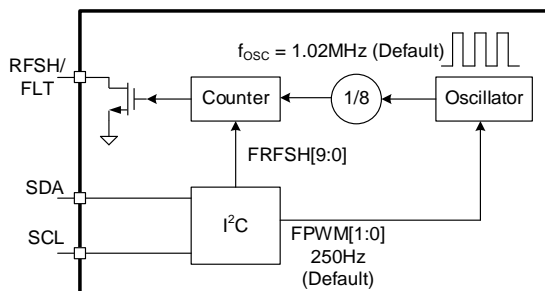 fOSC = 1.02MHz (Default)
RFSH/
FLT
Counter
1/8
Oscillator
FRFSH[9:0]
SDA
I²C
SCL
FPWM[1:0]
250Hz
(Default)